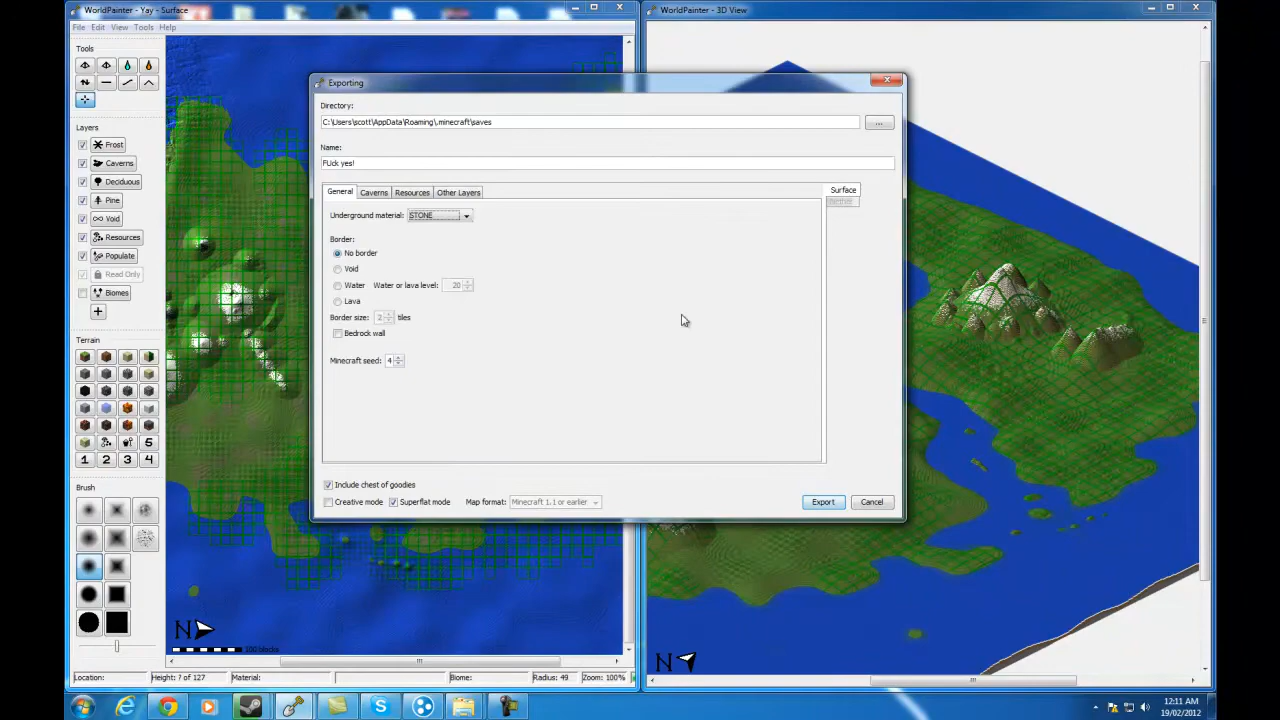 WorldPainter - Yay - Surface
File Edit View Tools Help
Tools
Layers
Frost
Caverns
Deciduous
Pine
Void
Resources
Populate
Read Only
Biomes
Terrain
5
1 2 3 4
Brush
N
100 blocks
Location: Height: 7 of 127 Material: Biome: Radius: 49 Zoom: 100%
Exporting
Directory:
C:\Users\scott\AppData\Roaming\.minecraft\saves
...
Name:
FUck yes!
General Caverns Resources Other Layers
Surface
Underground material: STONE
Border:
No border
Void
Water Water or lava level: 20
Lava
Border size: 2 tiles
Bedrock wall
Minecraft seed: 4
Include chest of goodies
Creative mode Superflat mode Map format: Minecraft 1.1 or earlier
Export Cancel
WorldPainter - 3D View
N
12:11 AM
19/02/2012